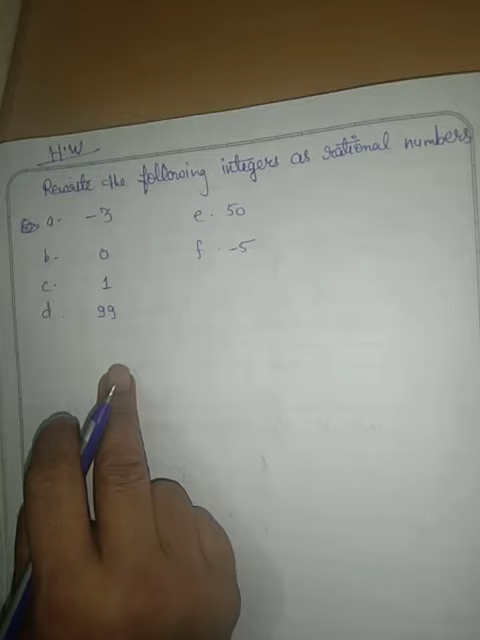 H.W
Rewrite the following integers as rational numbers
a. -3 e. 50
b. 0 f. -5
c. 1
d. 99